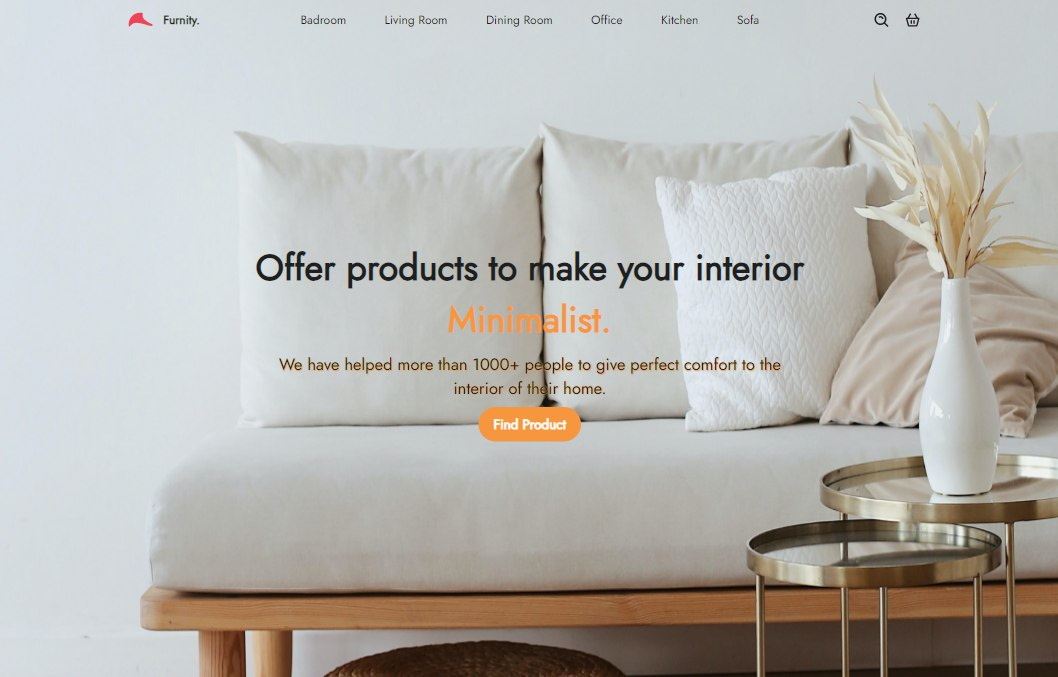 Furnity.
Badroom
Living Room
Dining Room
Office
Kitchen
Sofa
Offer products to make your interior
Minimalist.
We have helped more than 1000+ people to give perfect comfort to the
interior of their home.
Find Product